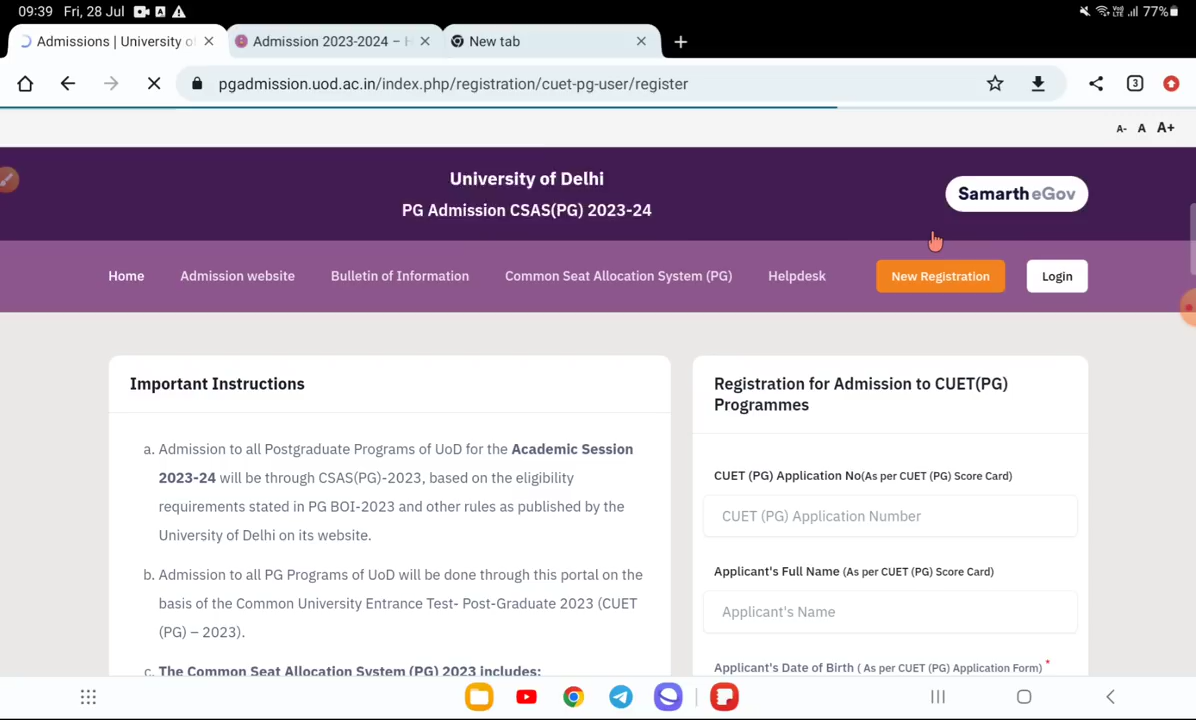 09:39 Fri, 28 Jul 77%
Admissions | University o
Admission 2023-2024 –
New tab
pgadmission.uod.ac.in/index.php/registration/cuet-pg-user/register
3
A- A A+
University of Delhi
PG Admission CSAS(PG) 2023-24
Samarth eGov
Home Admission website Bulletin of Information Common Seat Allocation System (PG) Helpdesk New Registration Login
Important Instructions
a. Admission to all Postgraduate Programs of UoD for the Academic Session
2023-24 will be through CSAS(PG)-2023, based on the eligibility
requirements stated in PG BOI-2023 and other rules as published by the
University of Delhi on its website.
b. Admission to all PG Programs of UoD will be done through this portal on the
basis of the Common University Entrance Test- Post-Graduate 2023 (CUET
(PG) – 2023).
c. The Common Seat Allocation System (PG) 2023 includes:
Registration for Admission to CUET(PG)
Programmes
CUET (PG) Application No(As per CUET (PG) Score Card)
CUET (PG) Application Number
Applicant's Full Name (As per CUET (PG) Score Card)
Applicant's Name
Applicant's Date of Birth ( As per CUET (PG) Application Form) *